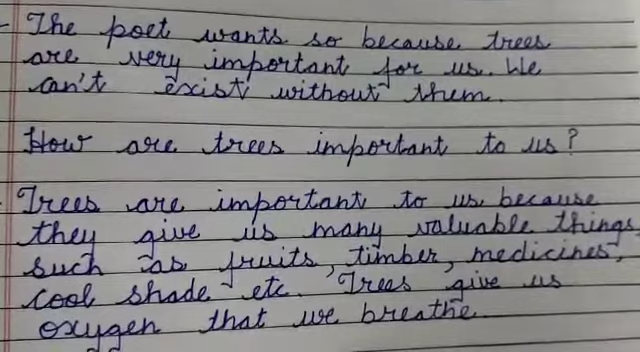 - The poet wants so because trees
are very important for us. We
can't exist without them.
How are trees important to us?
- Trees are important to us because
they give us many valuable things
such as fruits, timber, medicines,
cool shade etc. Trees give us
oxygen that we breathe.